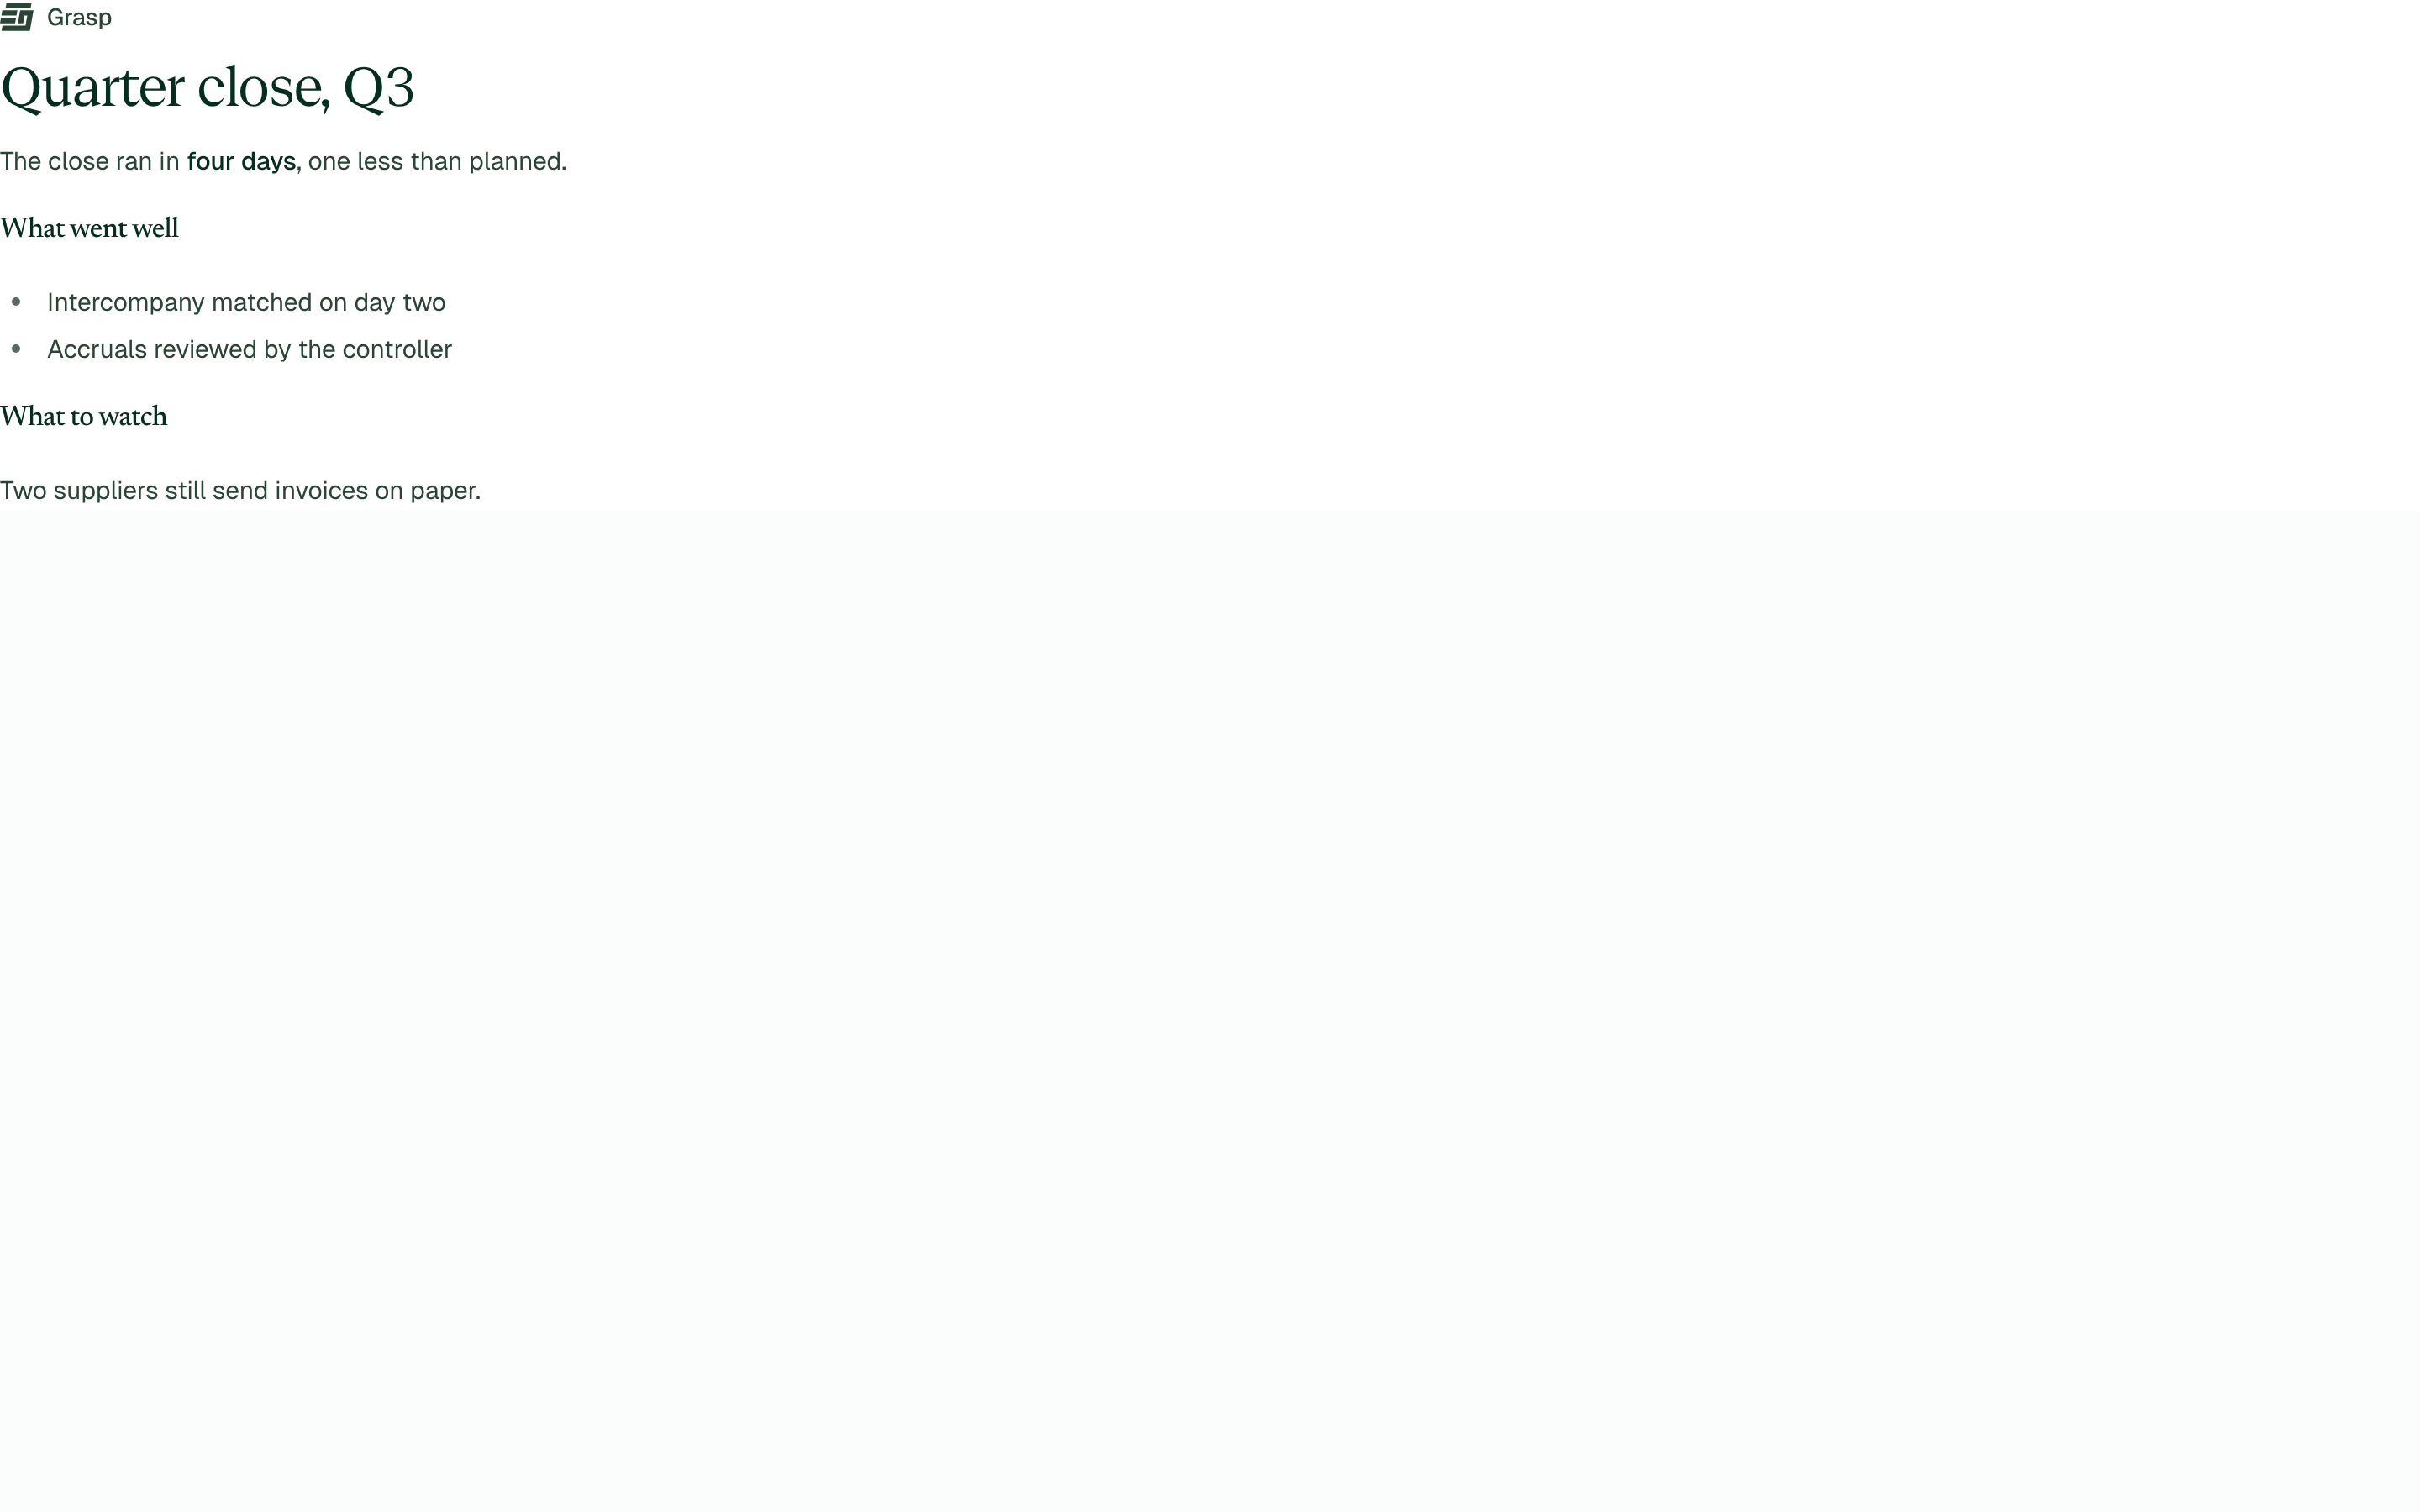 Grasp
Quarter close, Q3
The close ran in four days, one less than planned.
What went well
Intercompany matched on day two
Accruals reviewed by the controller
What to watch
Two suppliers still send invoices on paper.